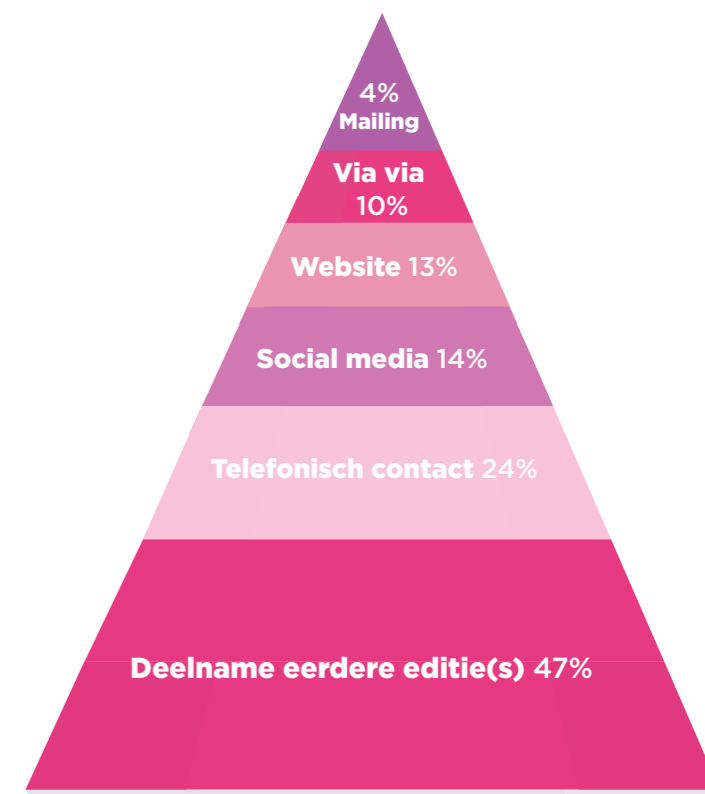 4%
Mailing
Via via
10%
Website 13%
Social media 14%
Telefonisch contact 24%
Deelname eerdere editie(s) 47%